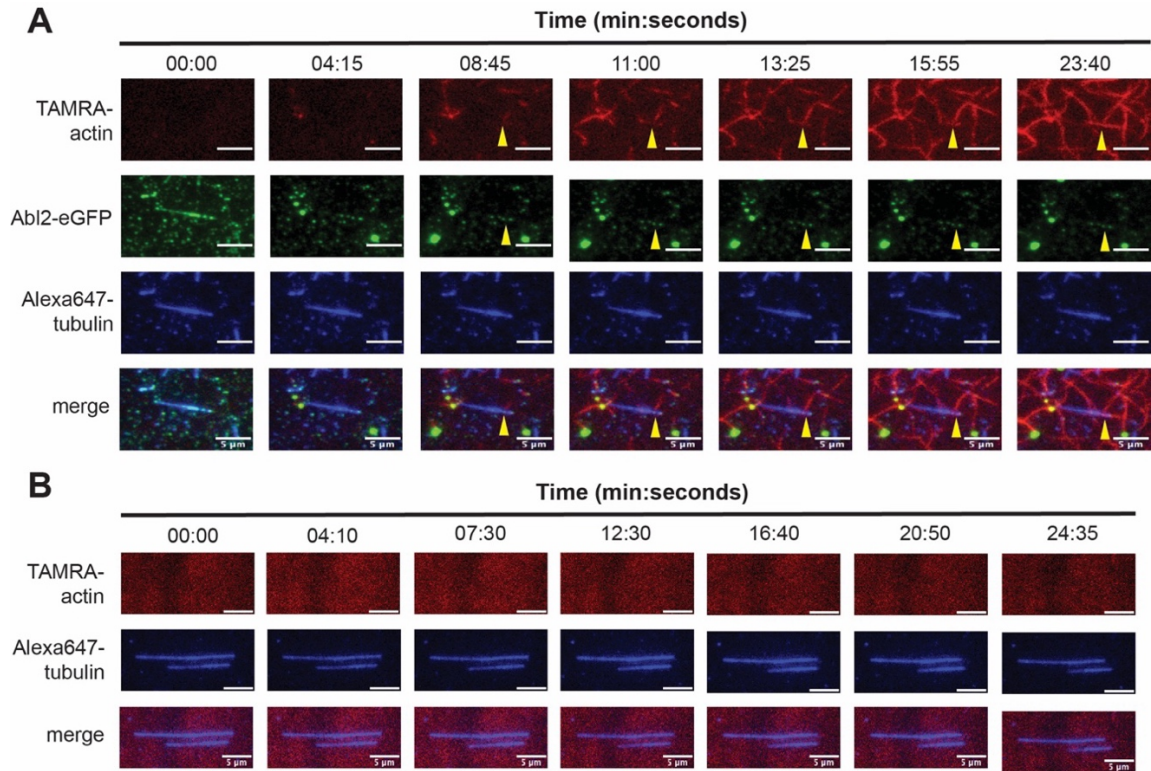 A
Time (min:seconds)
00:00 04:15 08:45 11:00 13:25 15:55 23:40
TAMRA-
actin
Abl2-eGFP
Alexa647-
tubulin
merge
5 μm 5 μm 5 μm 5 μm 5 μm 5 μm 5 μm
B
Time (min:seconds)
00:00 04:10 07:30 12:30 16:40 20:50 24:35
TAMRA-
actin
Alexa647-
tubulin
merge
5 μm 5 μm 5 μm 5 μm 5 μm 5 μm 5 μm